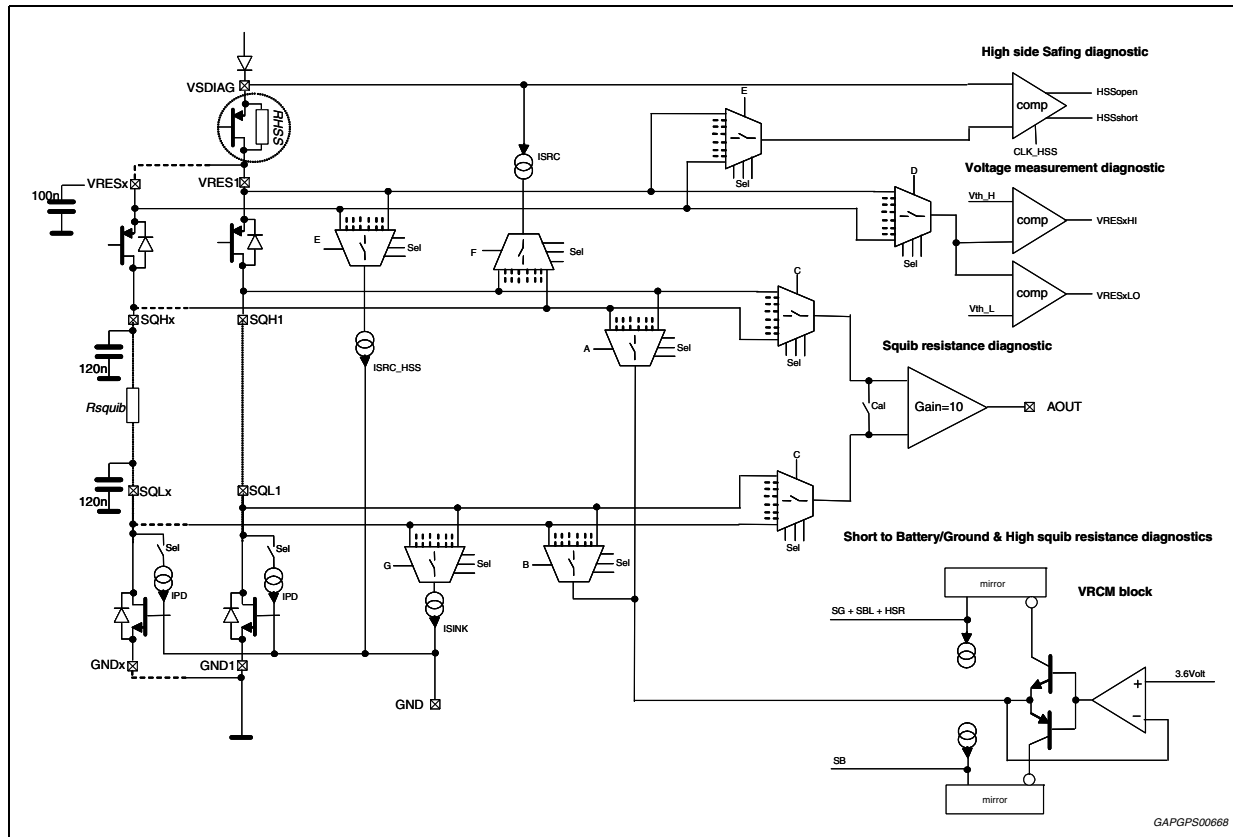 High side Safing diagnostic
VSDIAG
E
HSSopen
comp
RHSS
HSSshort
ISRC
CLK_HSS
Sel
Voltage measurement diagnostic
VRESx
VRES1
100n
D
Vth_H
comp
VRESxHI
E
Sel
F
Sel
Sel
C
comp
VRESxLO
Vth_L
SQHx
SQH1
A
Sel
Sel
Squib resistance diagnostic
120n
ISRC_HSS
Rsquib
Cal
Gain=10
AOUT
C
120n
SQLx
SQL1
Sel
Short to Battery/Ground & High squib resistance diagnostics
Sel
Sel
G
Sel
B
Sel
mirror
VRCM block
IPD
IPD
ISINK
SG + SBL + HSR
GNDx
GND1
3.6Volt
+
GND
−
SB
mirror
GAPGPS00668